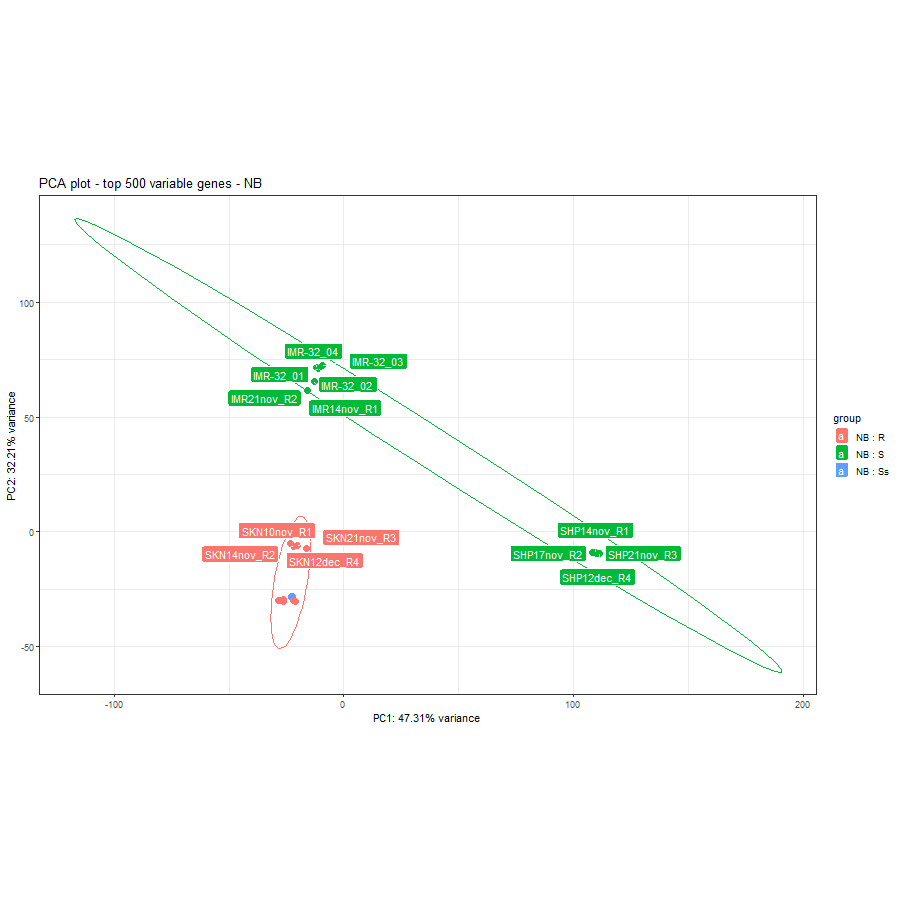 PCA plot - top 500 variable genes - NB
PC2: 32.21% variance
100
50
0
-50
IMR-32_04
IMR-32_03
IMR-32_01
IMR-32_02
IMR21nov_R2
IMR14nov_R1
SKN10nov_R1
SKN21nov_R3
SKN14nov_R2
SKN12dec_R4
SHP14nov_R1
SHP17nov_R2
SHP21nov_R3
SHP12dec_R4
-100
0
100
200
PC1: 47.31% variance
group
a NB : R
a NB : S
a NB : Ss